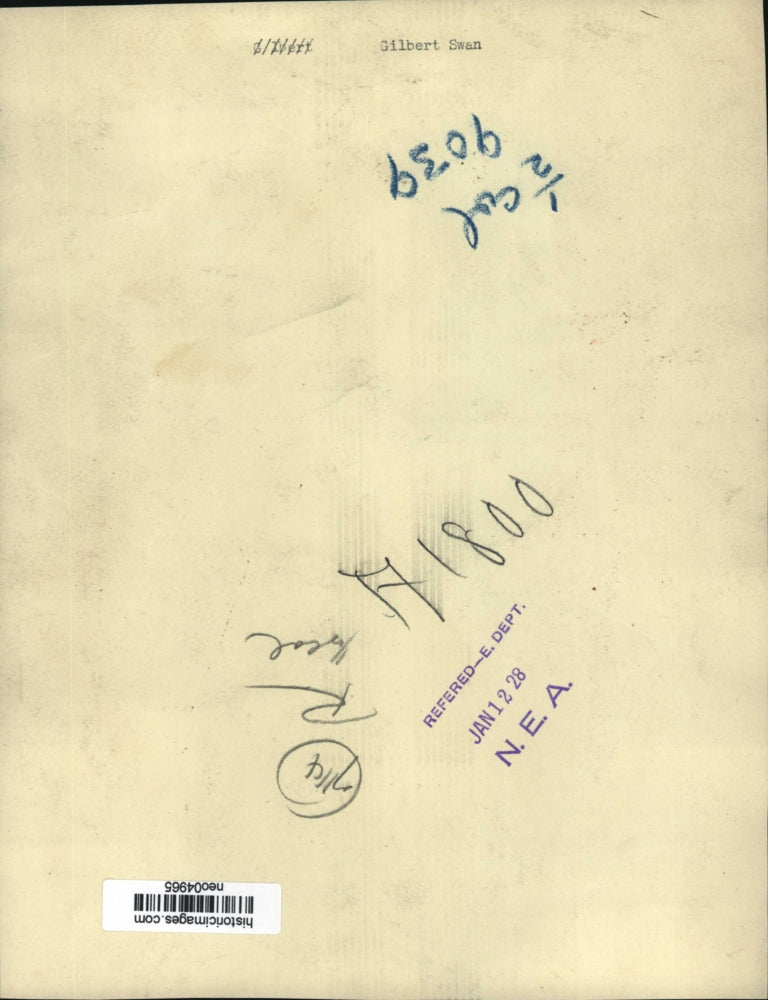 Gilbert Swan
1/2 col
9039
1800
REFERED—E. DEPT.
JAN 12 28
N. E. A.
R
historicimages.com
neo04965